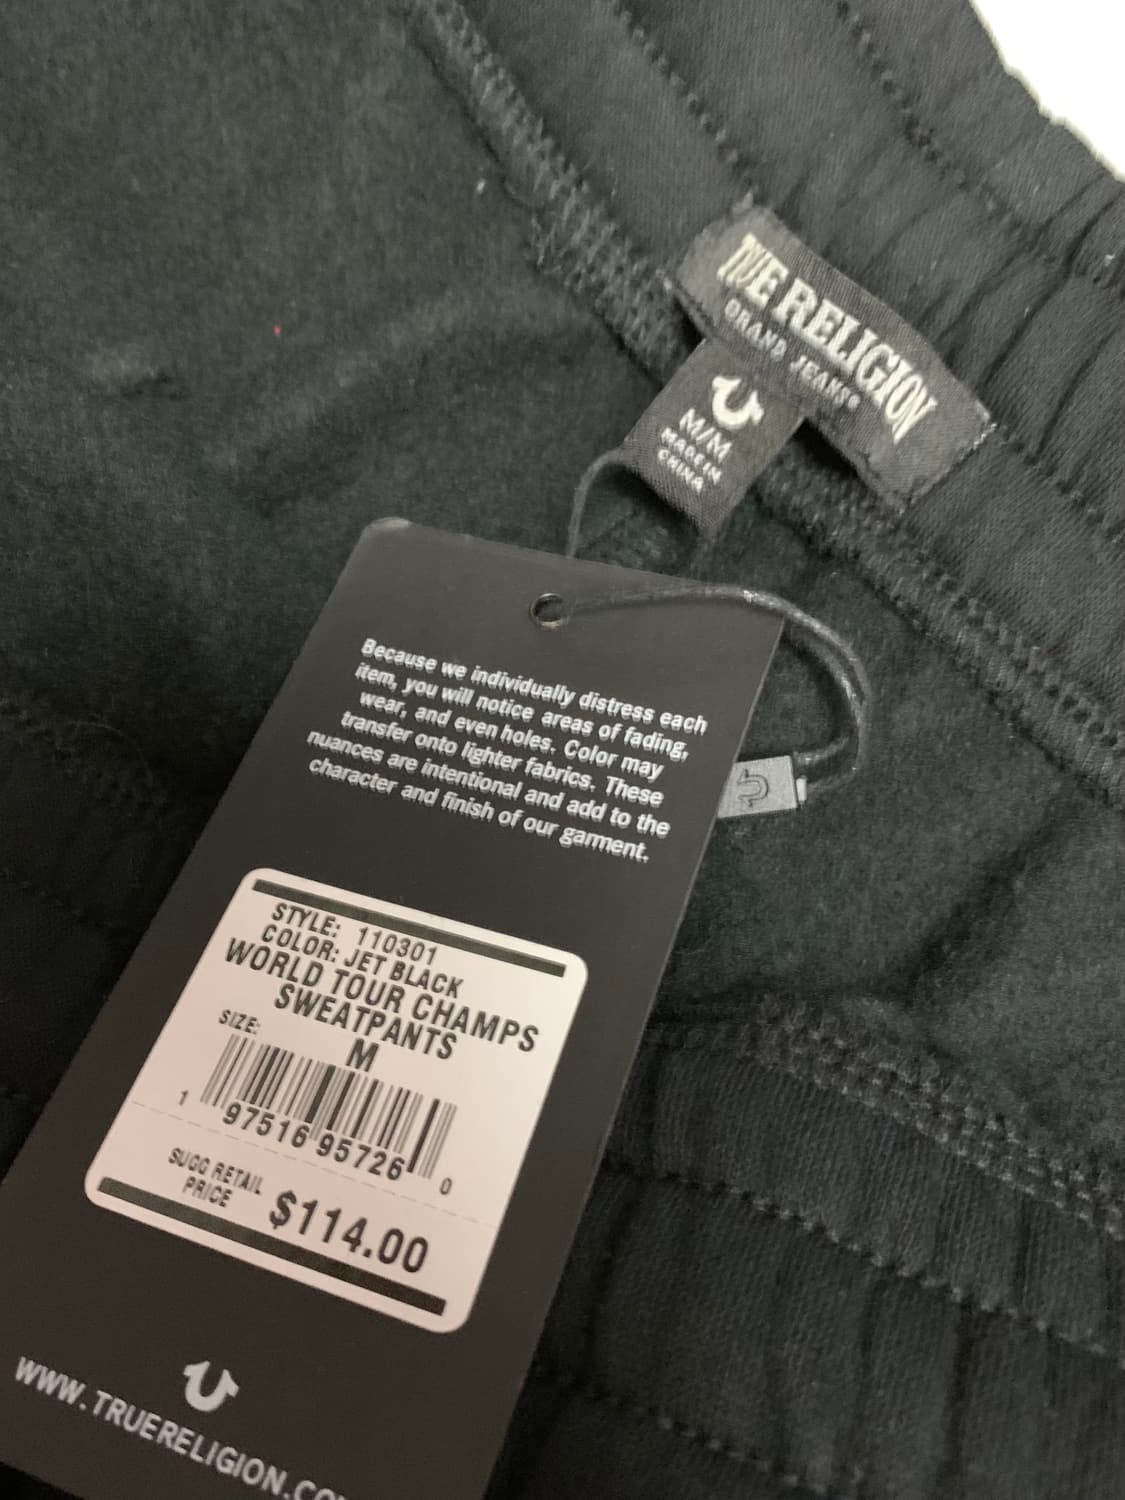 TRUE RELIGION
BRAND JEANS®
M/M
MADE IN
CHINA
Because we individually distress each
item, you will notice areas of fading,
wear, and even holes. Color may
transfer onto lighter fabrics. These
nuances are intentional and add to the
character and finish of our garment.
STYLE: 110301
COLOR: JET BLACK
WORLD TOUR CHAMPS
SWEATPANTS
SIZE: M
1 97516 95726 0
SUGG RETAIL
PRICE $114.00
WWW.TRUERELIGION.CO